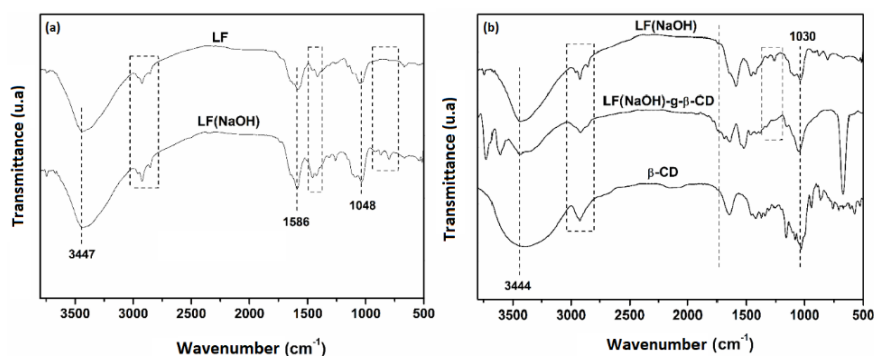 (a)
LF
LF(NaOH)
3447
1586
1048
Transmittance (u.a)
3500
3000
2500
2000
1500
1000
500
Wavenumber (cm⁻¹)
(b)
LF(NaOH)
1030
LF(NaOH)-g-β-CD
β-CD
3444
Transmittance (u.a)
3500
3000
2500
2000
1500
1000
500
Wavenumber (cm⁻¹)